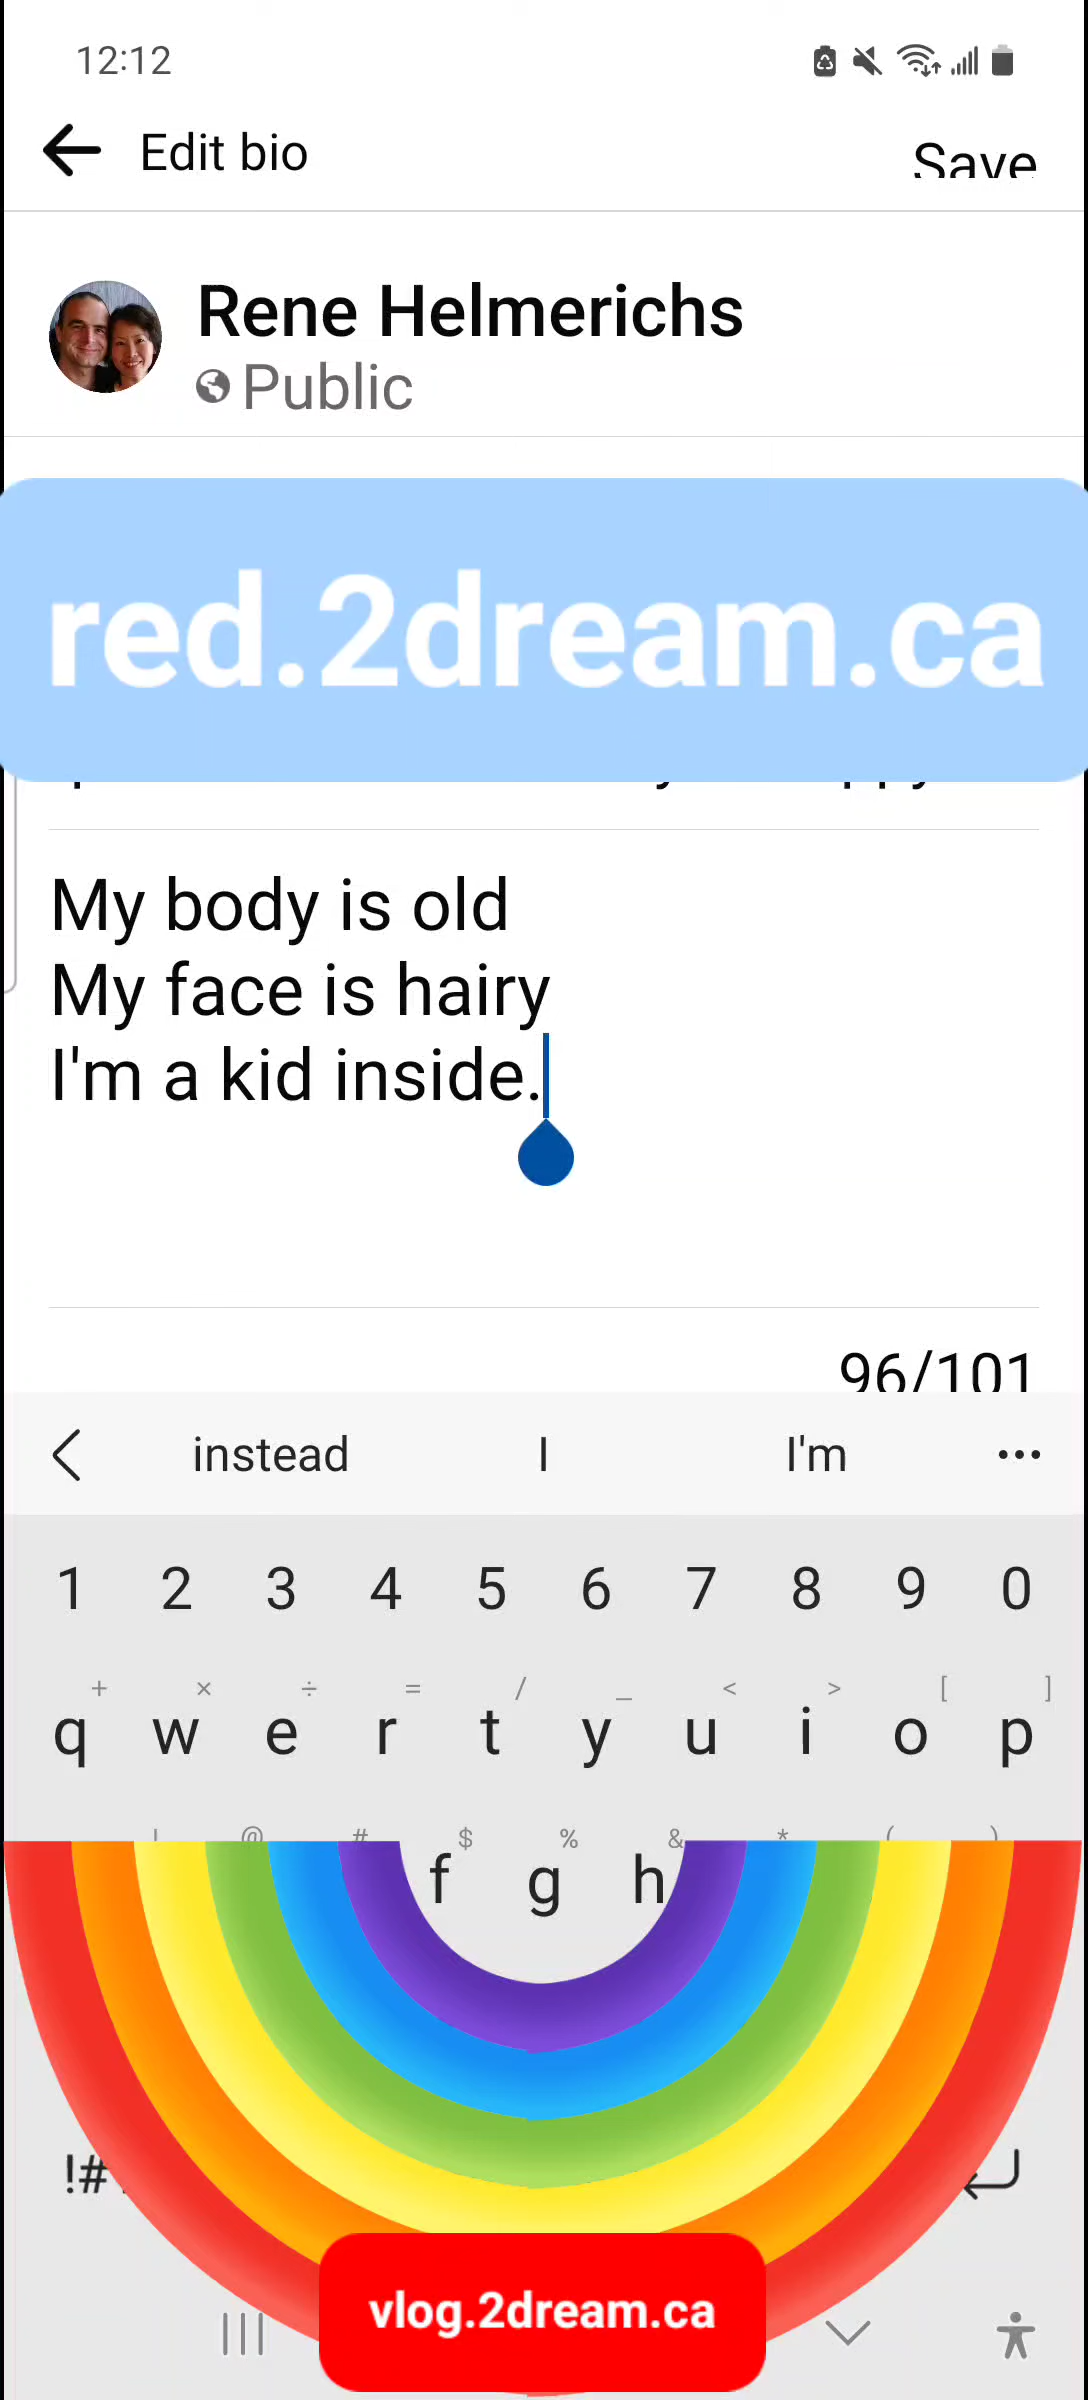 12:12
Edit bio
Save
Rene Helmerichs
Public
red.2dream.ca
My body is old
My face is hairy
I'm a kid inside.
96/101
instead I I'm
1 2 3 4 5 6 7 8 9 0
+ × ÷ = / _ < > [ ]
q w e r t y u i o p
! @ # $ % & * ( )
f g h
!#
vlog.2dream.ca